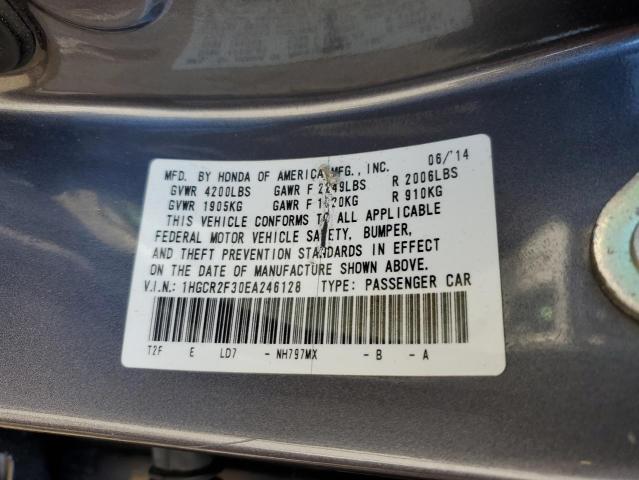 MFD. BY HONDA OF AMERICA MFG., INC. 06/'14
GVWR 4200LBS GAWR F 2249LBS R 2006LBS
GVWR 1905KG GAWR F 1020KG R 910KG
THIS VEHICLE CONFORMS TO ALL APPLICABLE
FEDERAL MOTOR VEHICLE SAFETY, BUMPER,
AND THEFT PREVENTION STANDARDS IN EFFECT
ON THE DATE OF MANUFACTURE SHOWN ABOVE.
V.I.N.: 1HGCR2F30EA246128 TYPE: PASSENGER CAR
T2F E LD7 - NH797MX - B - A